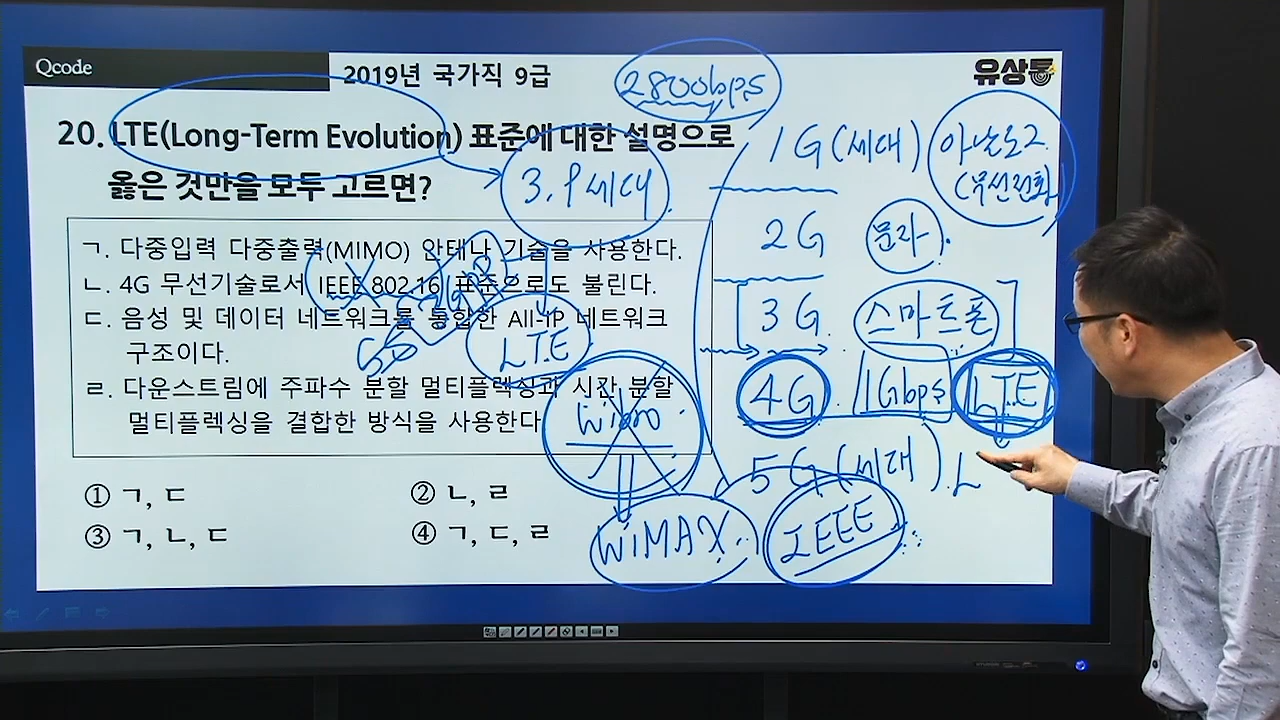 Qcode
2019년 국가직 9급
유상통
20. LTE(Long-Term Evolution) 표준에 대한 설명으로
옳은 것만을 모두 고르면?
ㄱ. 다중입력 다중출력(MIMO) 안테나 기술을 사용한다.
ㄴ. 4G 무선기술로서 IEEE 802.16 표준으로도 불린다.
ㄷ. 음성 및 데이터 네트워크를 통합한 All-IP 네트워크
구조이다.
ㄹ. 다운스트림에 주파수 분할 멀티플렉싱과 시간 분할
멀티플렉싱을 결합한 방식을 사용한다
① ㄱ, ㄷ
② ㄴ, ㄹ
③ ㄱ, ㄴ, ㄷ
④ ㄱ, ㄷ, ㄹ
2800bps
3.9세대
LTE
Wibro
WiMAX
IEEE
1G (세대) 아날로그
(무선전화)
2G 문자
3G 스마트폰
4G 1Gbps LTE
5G (세대) L